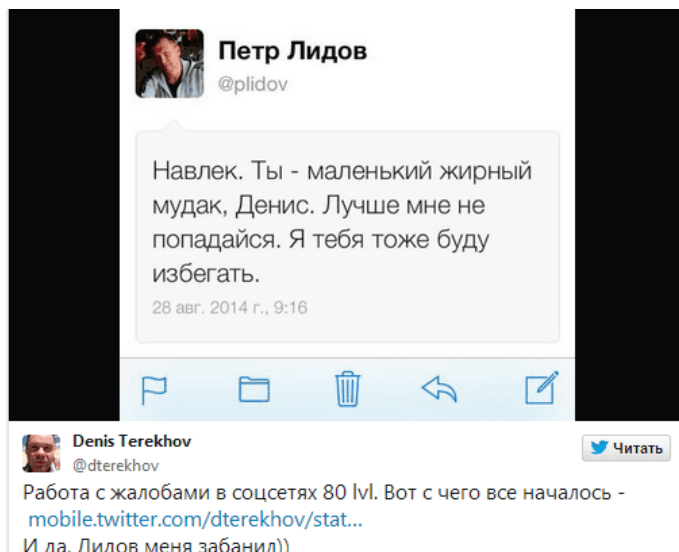 Петр Лидов
@plidov
Навлек. Ты - маленький жирный
мудак, Денис. Лучше мне не
попадайся. Я тебя тоже буду
избегать.
28 авг. 2014 г., 9:16
Denis Terekhov
@dterekhov
Читать
Работа с жалобами в соцсетях 80 lvl. Вот с чего все началось -
mobile.twitter.com/dterekhov/stat...
И да, Лидов меня забанил))